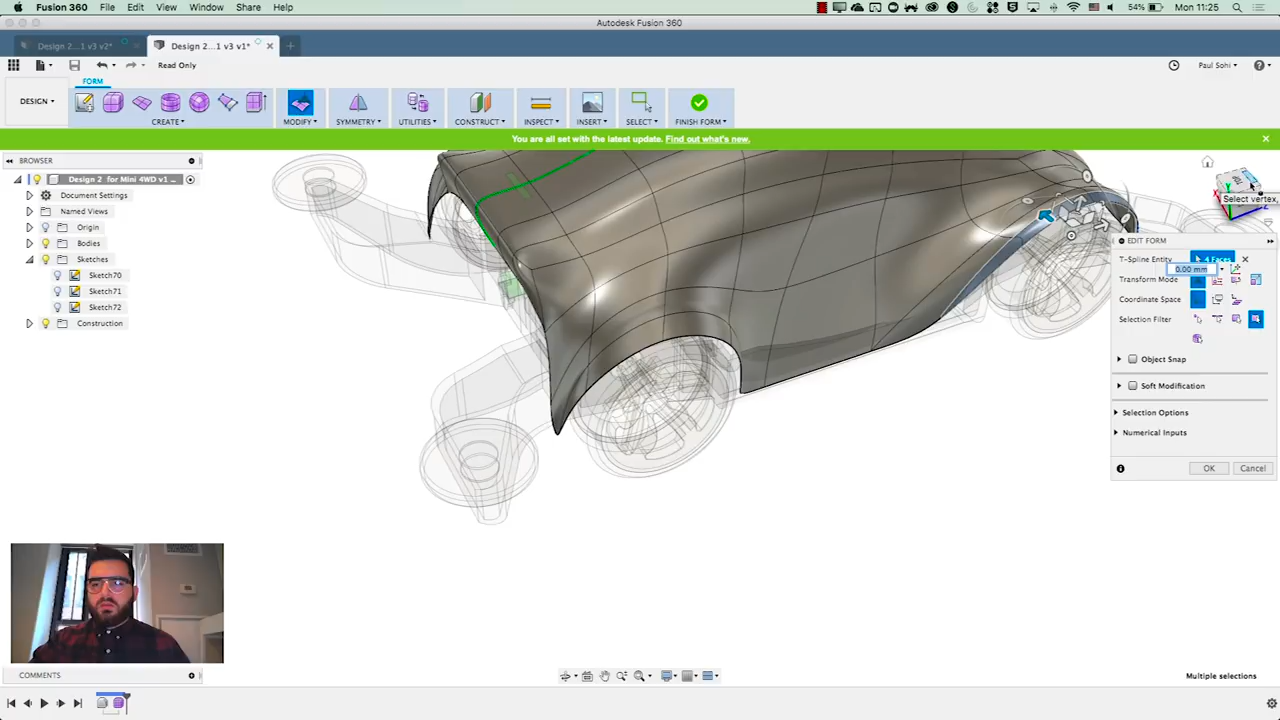 Fusion 360 File Edit View Window Share Help 54% Mon 11:25
Autodesk Fusion 360
Design 2...1 v3 v2* Design 2...1 v3 v1*
Read Only Paul Sohi
FORM
DESIGN
CREATE MODIFY SYMMETRY UTILITIES CONSTRUCT INSPECT INSERT SELECT FINISH FORM
You are all set with the latest update. Find out what's new.
BROWSER
Design 2 for Mini 4WD v1 ...
Document Settings
Named Views
Origin
Bodies
Sketches
Sketch70
Sketch71
Sketch72
Construction
Select vertex,
EDIT FORM
T-Spline Entity 4 Faces
0.00 mm
Transform Mode
Coordinate Space
Selection Filter
Object Snap
Soft Modification
Selection Options
Numerical Inputs
OK Cancel
COMMENTS
Multiple selections